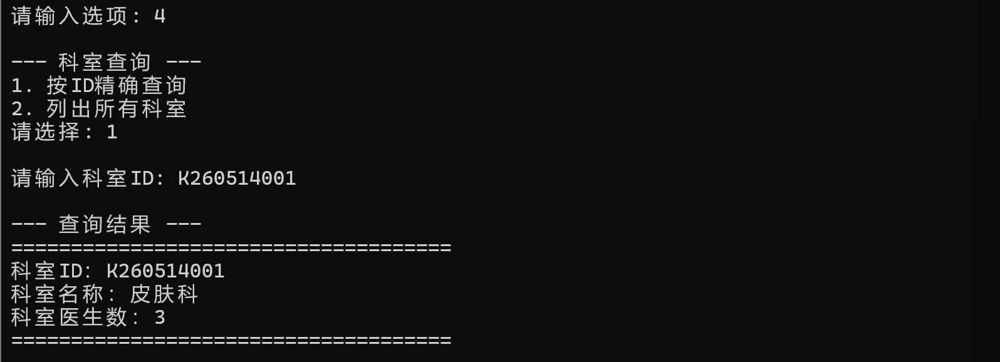 请输入选项: 4
--- 科室查询 ---
1. 按ID精确查询
2. 列出所有科室
请选择: 1
请输入科室ID: K260514001
--- 查询结果 ---
=====================================
科室ID: K260514001
科室名称: 皮肤科
科室医生数: 3
=====================================